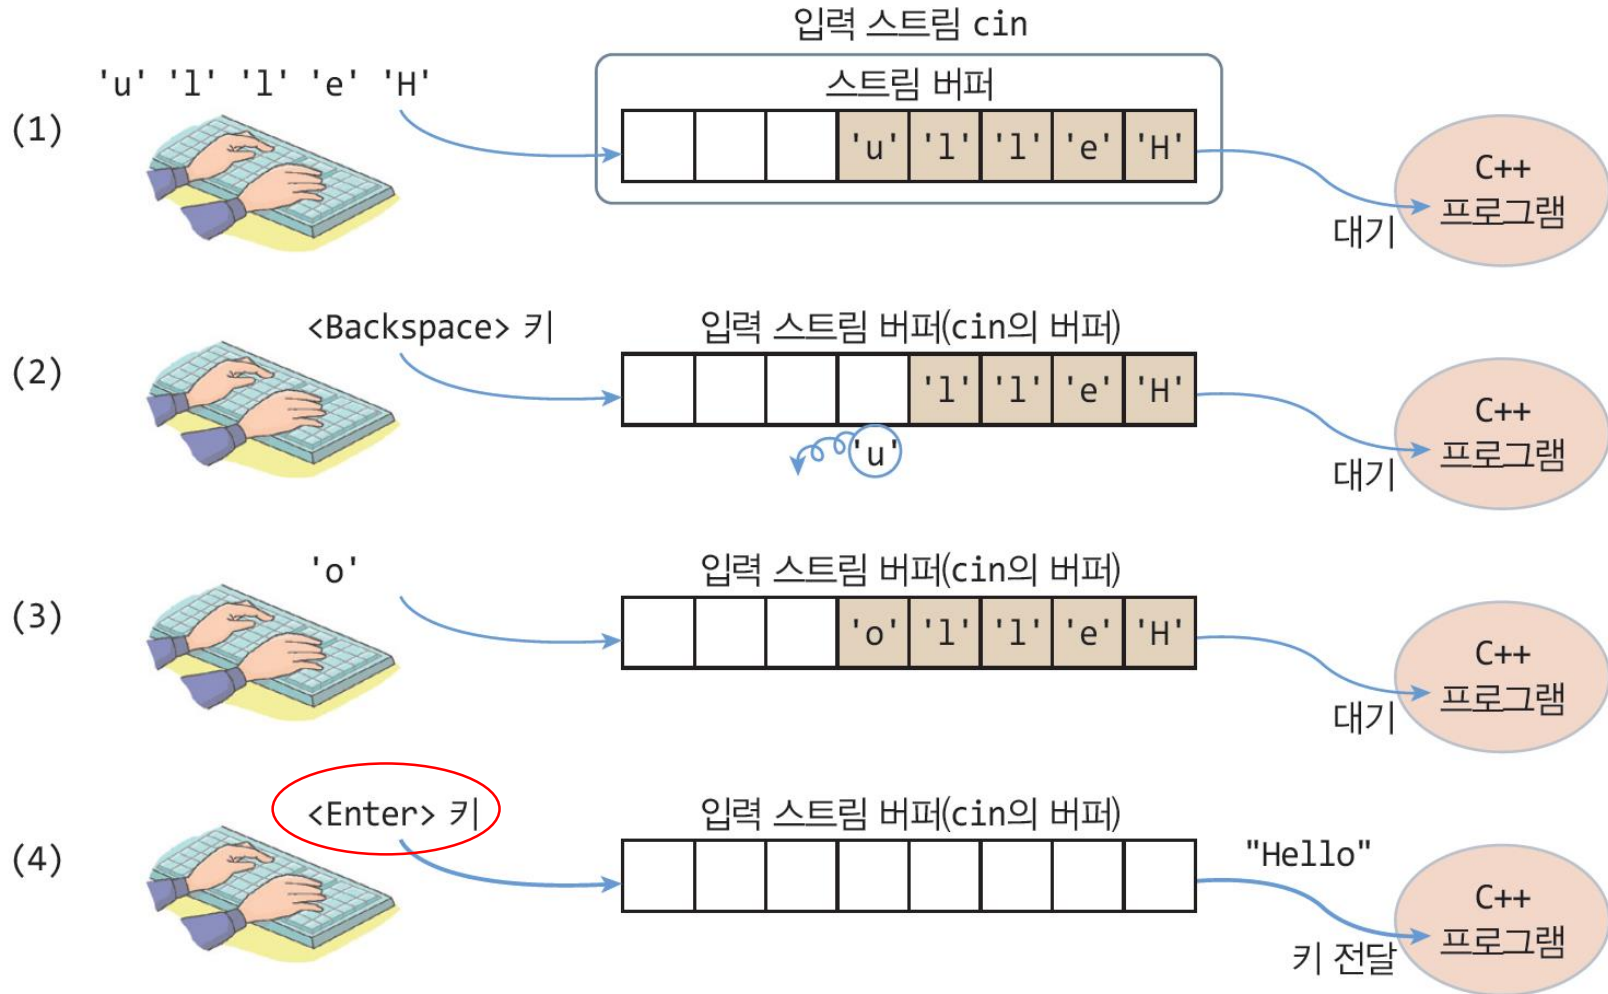 입력 스트림 cin
'u' 'l' 'l' 'e' 'H'
스트림 버퍼
(1)
'u' 'l' 'l' 'e' 'H'
C++
프로그램
대기
<Backspace> 키
입력 스트림 버퍼(cin의 버퍼)
(2)
'l' 'l' 'e' 'H'
C++
프로그램
'u'
대기
'o'
입력 스트림 버퍼(cin의 버퍼)
(3)
'o' 'l' 'l' 'e' 'H'
C++
프로그램
대기
<Enter> 키
입력 스트림 버퍼(cin의 버퍼)
(4)
"Hello"
C++
프로그램
키 전달